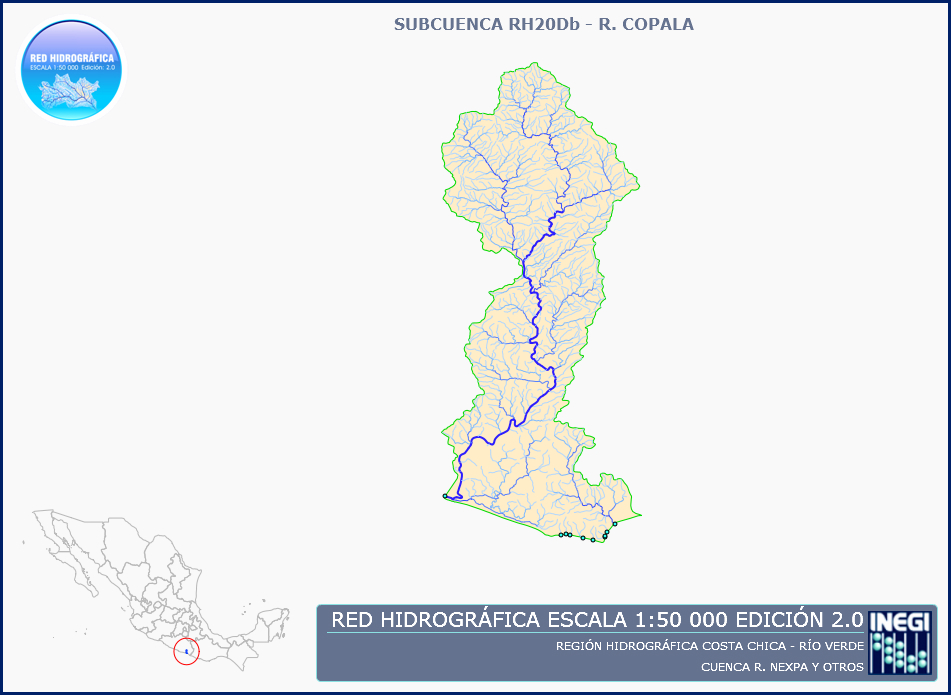 SUBCUENCA RH20Db - R. COPALA
RED HIDROGRÁFICA
ESCALA 1:50 000 Edición: 2.0
RED HIDROGRÁFICA ESCALA 1:50 000 EDICIÓN 2.0
REGIÓN HIDROGRÁFICA COSTA CHICA - RÍO VERDE
CUENCA R. NEXPA Y OTROS
INEGI